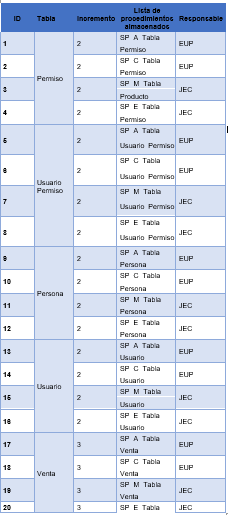 ID Tabla Incremento Lista de procedimientos almacenados Responsable
1 Permiso 2 SP A Tabla Permiso EUP
2 2 SP C Tabla Permiso EUP
3 2 SP M Tabla Producto JEC
4 2 SP E Tabla Permiso JEC
5 Usuario Permiso 2 SP A Tabla Usuario Permiso EUP
6 2 SP C Tabla Usuario Permiso EUP
7 2 SP M Tabla Usuario Permiso JEC
8 2 SP E Tabla Usuario Permiso JEC
9 Persona 2 SP A Tabla Persona EUP
10 2 SP C Tabla Persona EUP
11 2 SP M Tabla Persona JEC
12 2 SP E Tabla Persona JEC
13 Usuario 2 SP A Tabla Usuario EUP
14 2 SP C Tabla Usuario EUP
15 2 SP M Tabla Usuario JEC
16 2 SP E Tabla Usuario JEC
17 Venta 3 SP A Tabla Venta EUP
18 3 SP C Tabla Venta EUP
19 3 SP M Tabla Venta JEC
20 3 SP E Tabla JEC